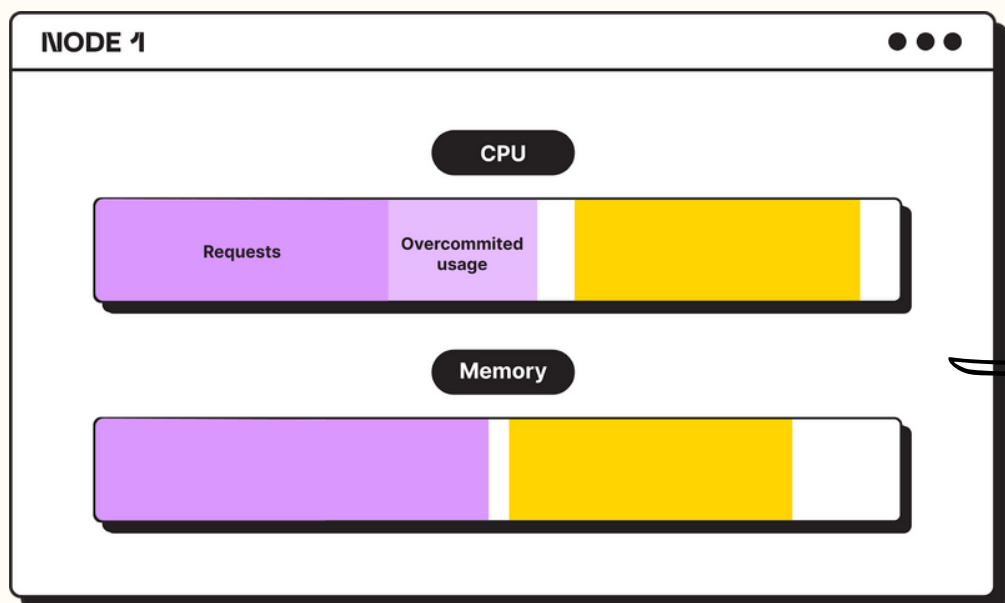 NODE 1
CPU
Requests
Overcommited
usage
Memory